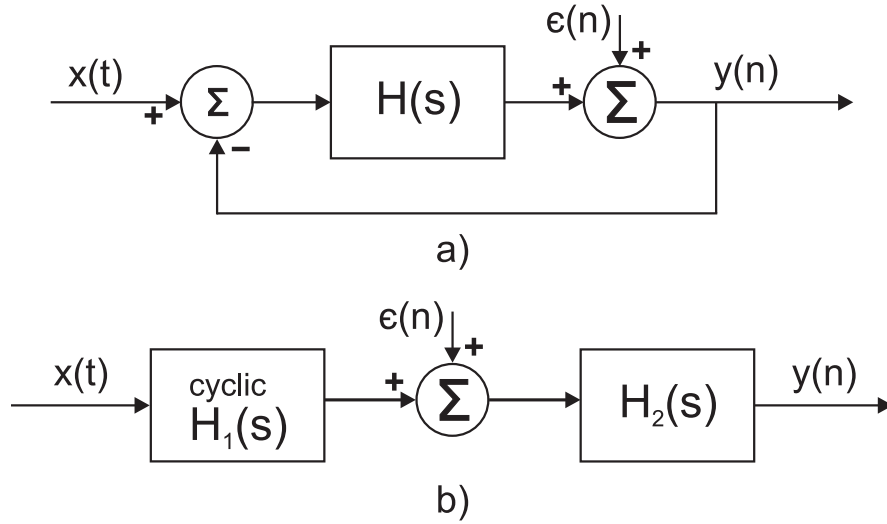 ϵ(n)
x(t)
+
Σ
H(s)
+
+
Σ
y(n)
−
a)
ϵ(n)
x(t)
cyclic
H₁(s)
+
+
Σ
H₂(s)
y(n)
b)